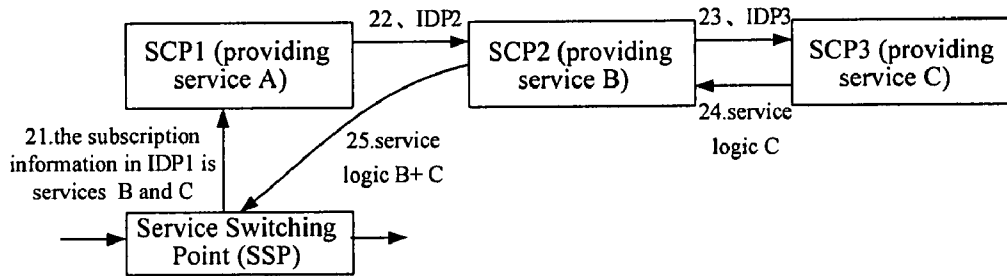 22、IDP2
23、IDP3
SCP1 (providing
service A)
SCP2 (providing
service B)
SCP3 (providing
service C)
21.the subscription
information in IDP1 is
services B and C
25.service
logic B+ C
24.service
logic C
Service Switching
Point (SSP)